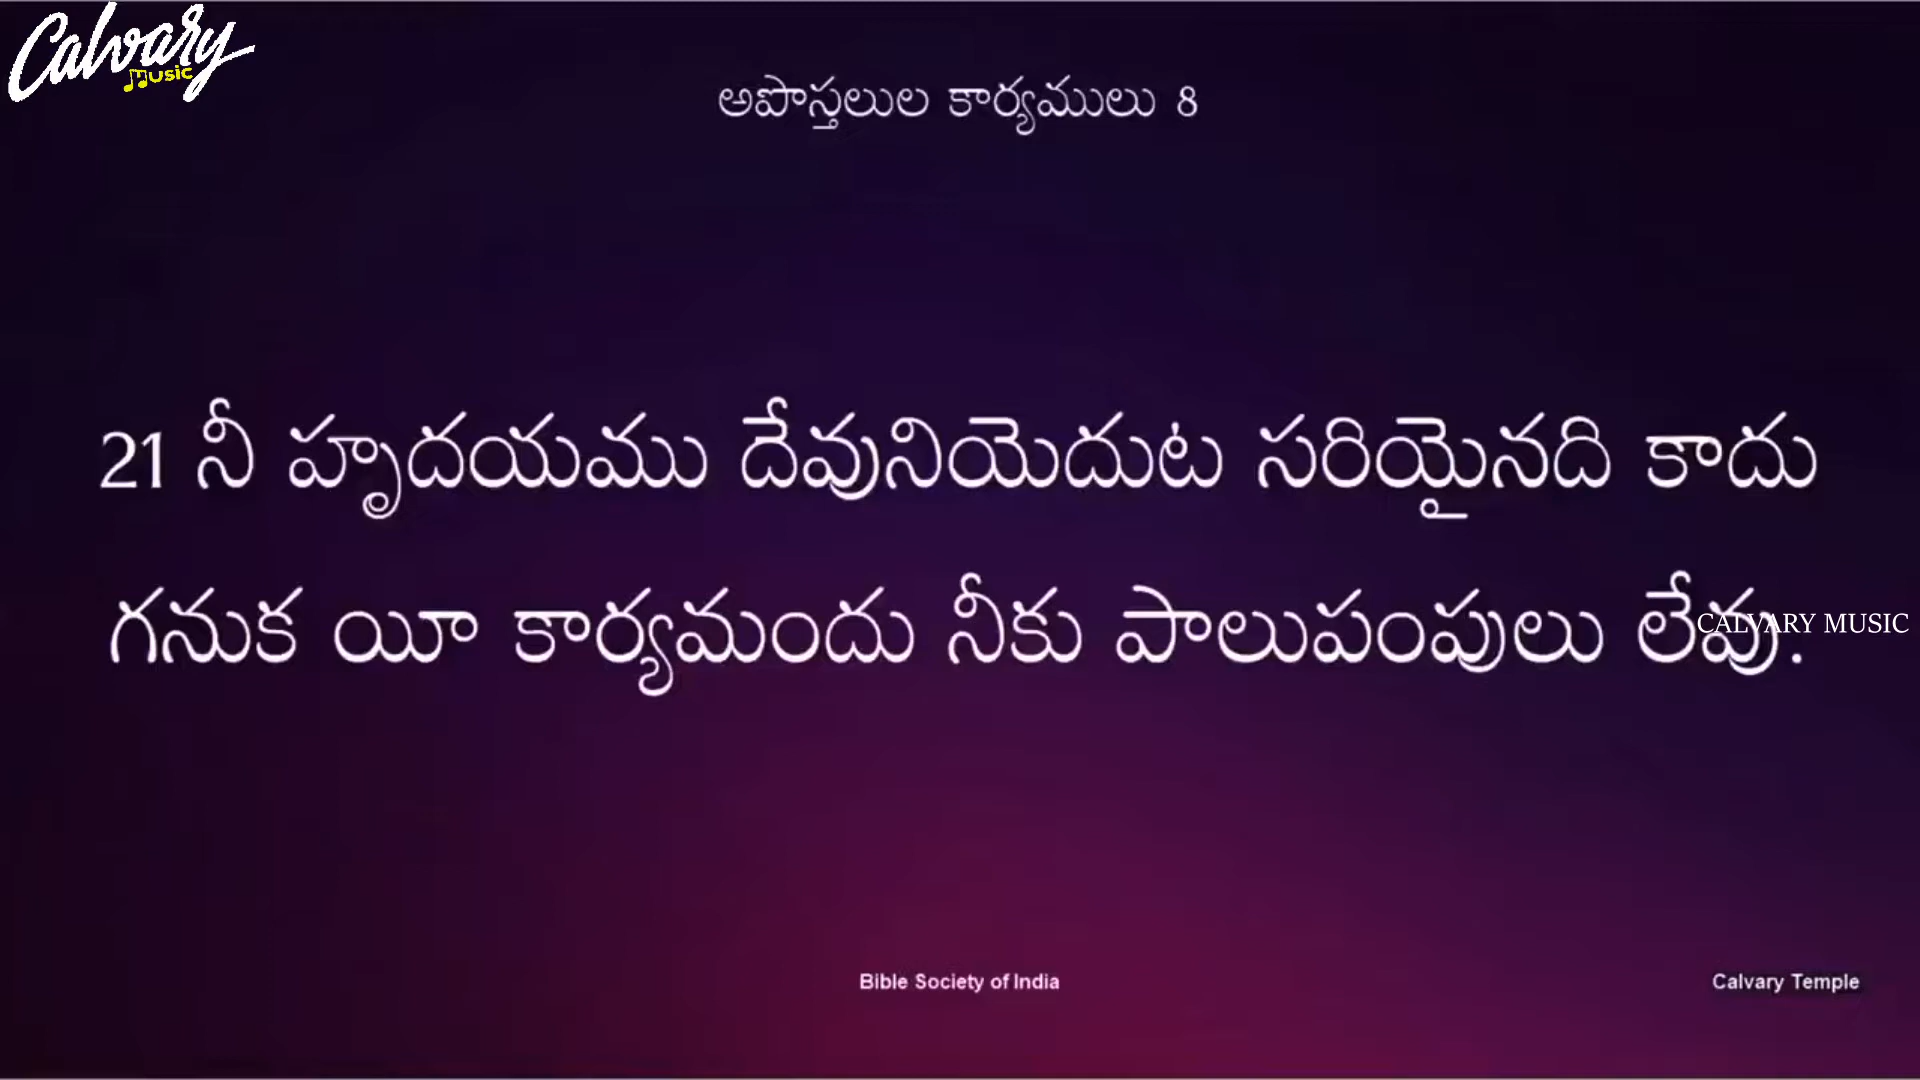 Calvary
Music
అపొస్తలుల కార్యములు 8
21 నీ హృదయము దేవునియెదుట సరియైనది కాదు
గనుక యీ కార్యమందు నీకు పాలుపంపులు లేవు.
CALVARY MUSIC
Bible Society of India
Calvary Temple